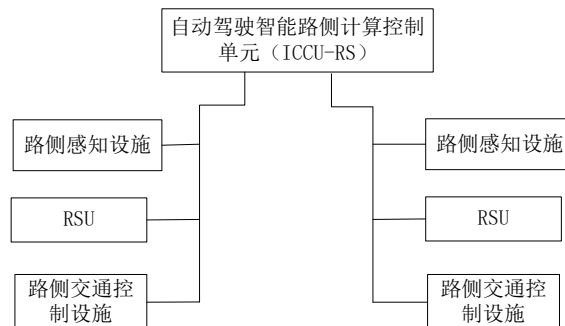 自动驾驶智能路侧计算控制
单元（ICCU-RS）
路侧感知设施
路侧感知设施
RSU
RSU
路侧交通控
制设施
路侧交通控
制设施